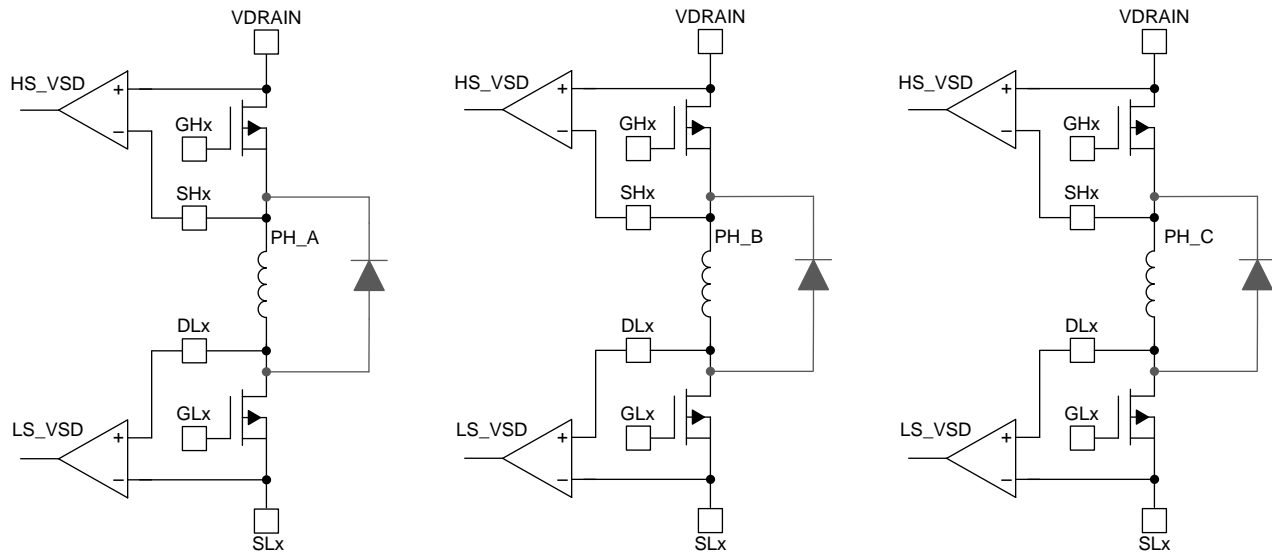 VDRAIN
HS_VSD
+
−
GHx
SHx
PH_A
DLx
GLx
LS_VSD
+
−
SLx
VDRAIN
HS_VSD
+
−
GHx
SHx
PH_B
DLx
GLx
LS_VSD
+
−
SLx
VDRAIN
HS_VSD
+
−
GHx
SHx
PH_C
DLx
GLx
LS_VSD
+
−
SLx